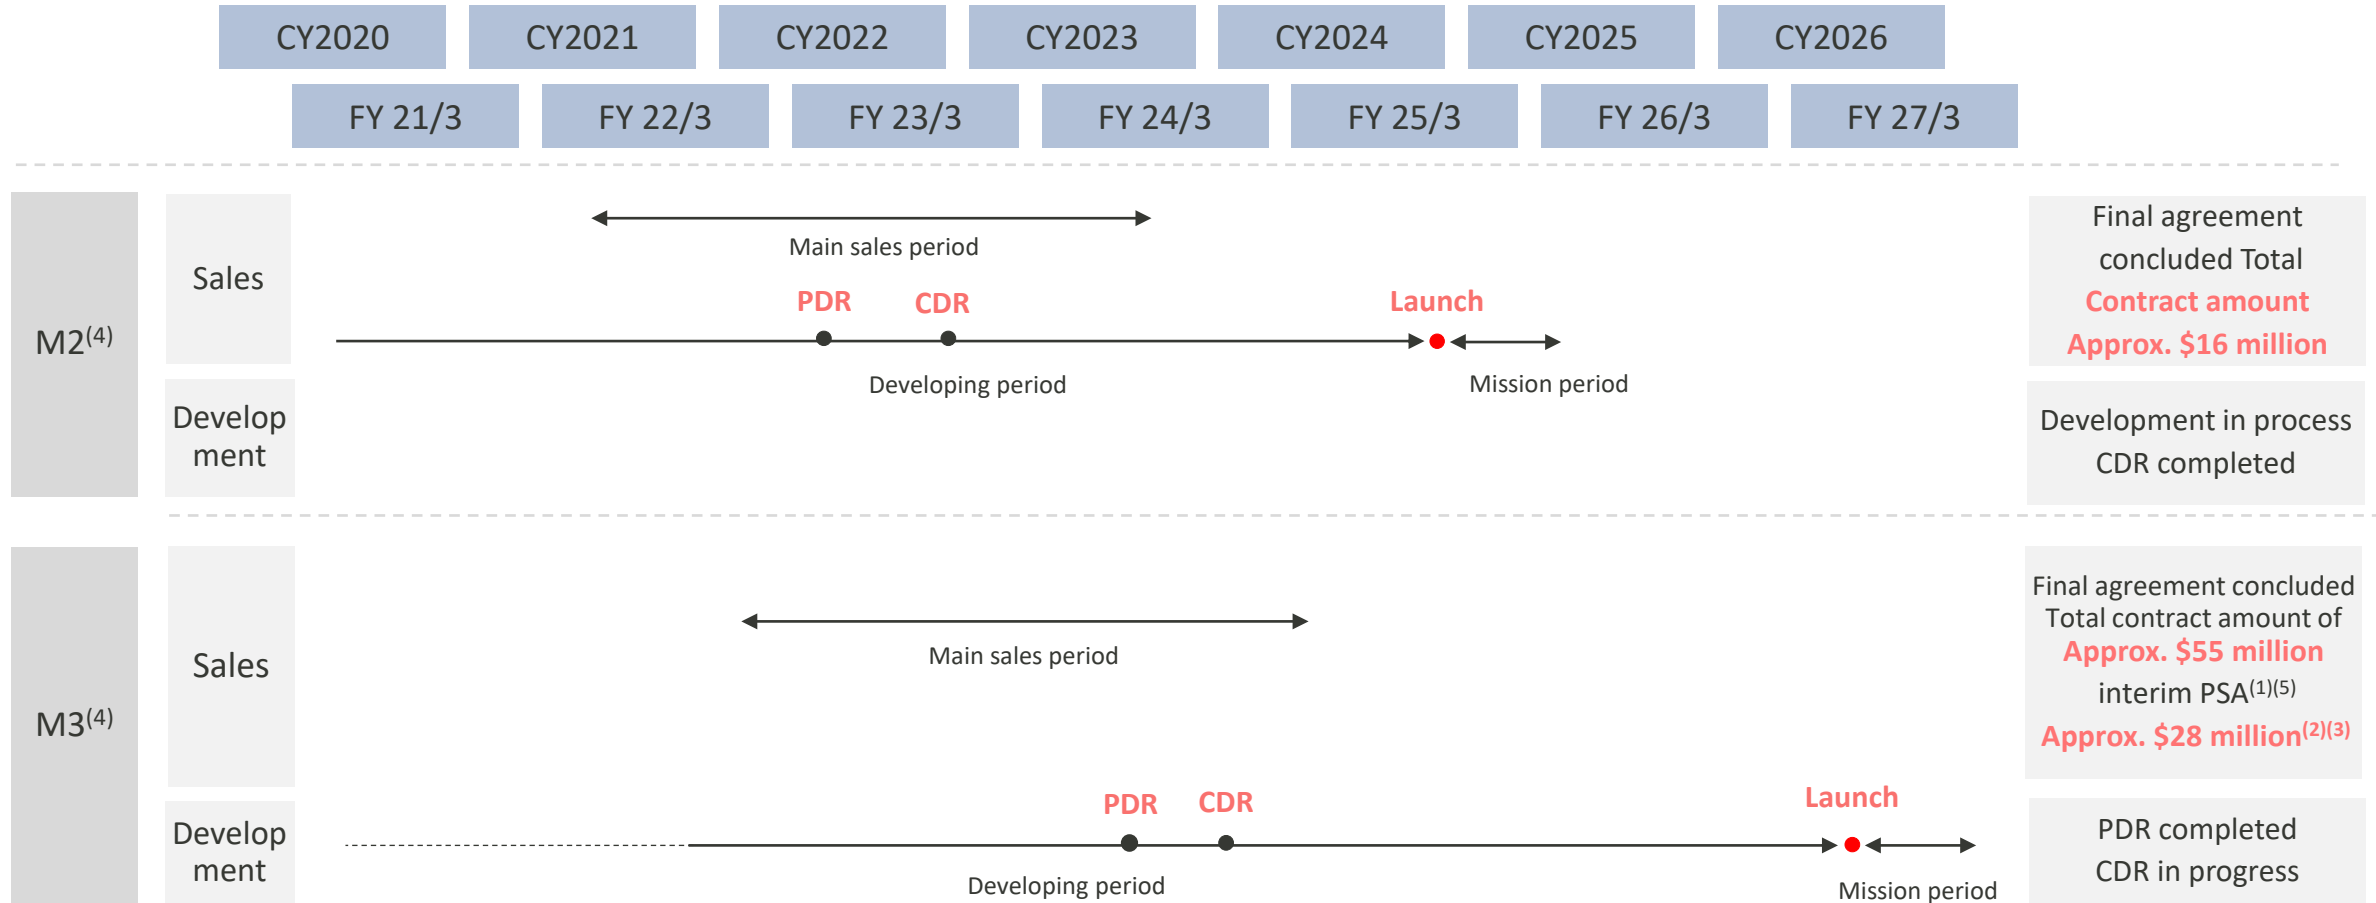 CY2020 CY2021 CY2022 CY2023 CY2024 CY2025 CY2026
FY 21/3 FY 22/3 FY 23/3 FY 24/3 FY 25/3 FY 26/3 FY 27/3
M2(4)
Sales
Main sales period
PDR CDR Launch
Developing period
Mission period
Final agreement
concluded Total
Contract amount
Approx. $16 million
Develop
ment
Development in process
CDR completed
M3(4)
Sales
Main sales period
Final agreement concluded
Total contract amount of
Approx. $55 million
interim PSA(1)(5)
Approx. $28 million(2)(3)
Develop
ment
PDR CDR Launch
Developing period
Mission period
PDR completed
CDR in progress